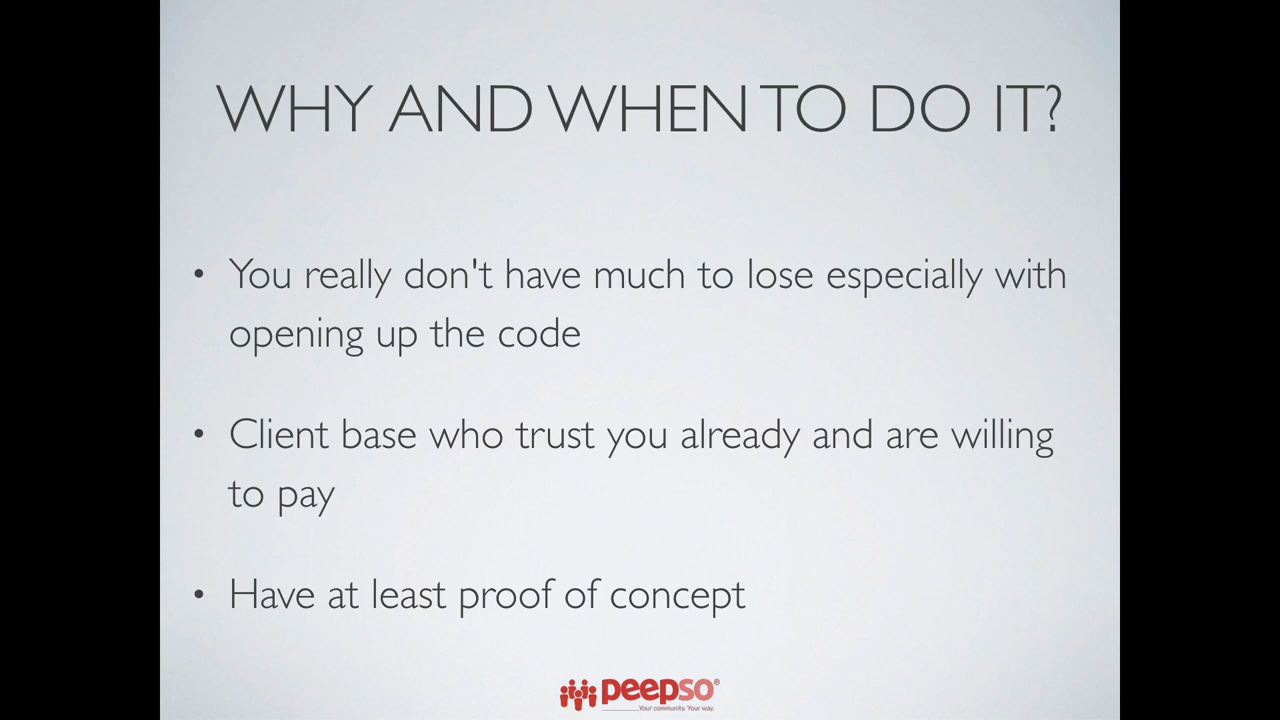 WHY AND WHEN TO DO IT?
• You really don't have much to lose especially with
opening up the code
• Client base who trust you already and are willing
to pay
• Have at least proof of concept
peepso®
Your community. Your way.